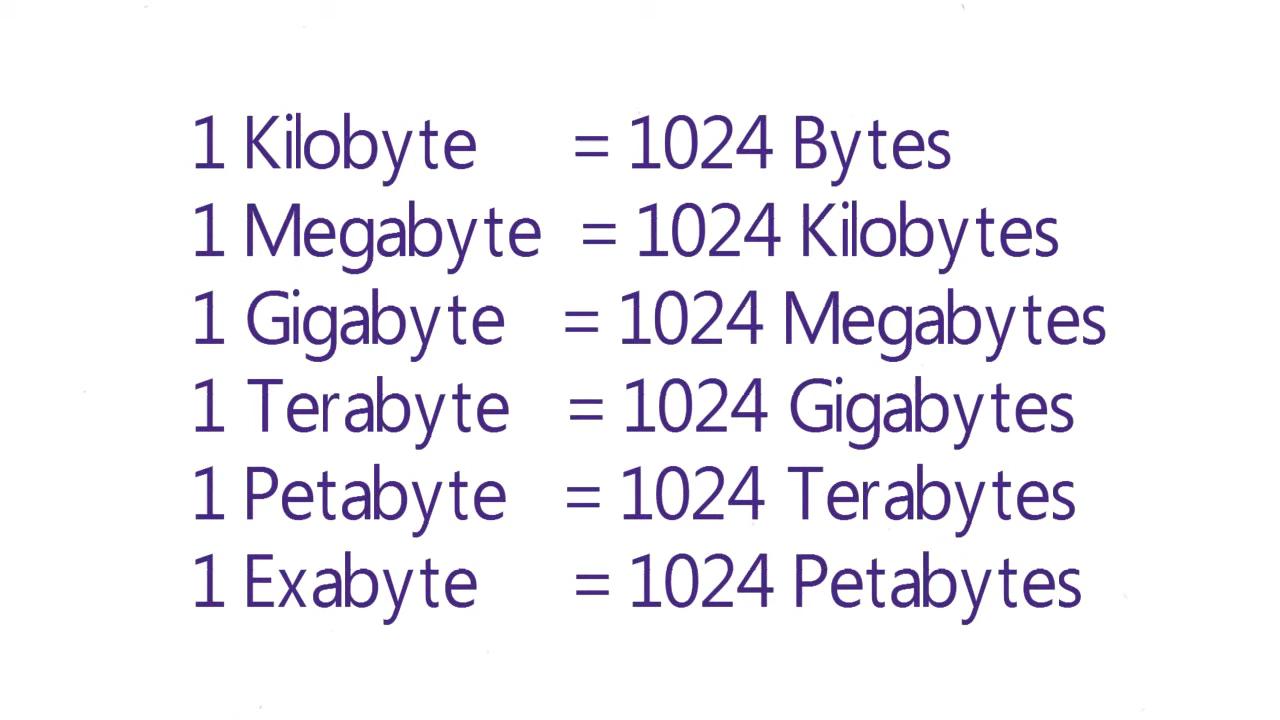 1 Kilobyte = 1024 Bytes
1 Megabyte = 1024 Kilobytes
1 Gigabyte = 1024 Megabytes
1 Terabyte = 1024 Gigabytes
1 Petabyte = 1024 Terabytes
1 Exabyte = 1024 Petabytes